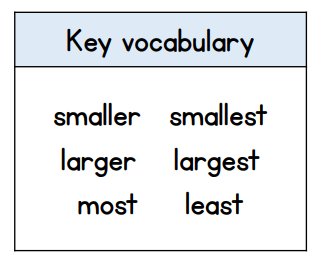 Key vocabulary
smaller smallest
larger largest
most least